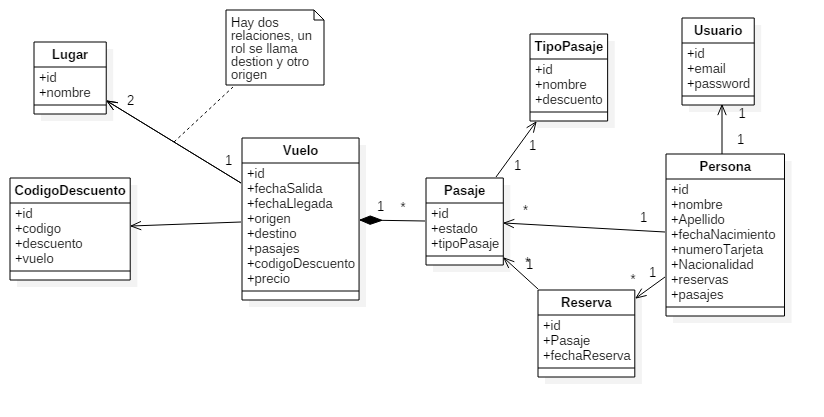 Hay dos
relaciones, un
rol se llama
destion y otro
origen
Lugar
+id
+nombre
2
1
CodigoDescuento
+id
+codigo
+descuento
+vuelo
Vuelo
+id
+fechaSalida
+fechaLlegada
+origen
+destino
+pasajes
+codigoDescuento
+precio
1
*
Pasaje
+id
+estado
+tipoPasaje
TipoPasaje
+id
+nombre
+descuento
1
1
Usuario
+id
+email
+password
1
1
Persona
+id
+nombre
+Apellido
+fechaNacimiento
+numeroTarjeta
+Nacionalidad
+reservas
+pasajes
*
1
*
1
*
1
Reserva
+id
+Pasaje
+fechaReserva